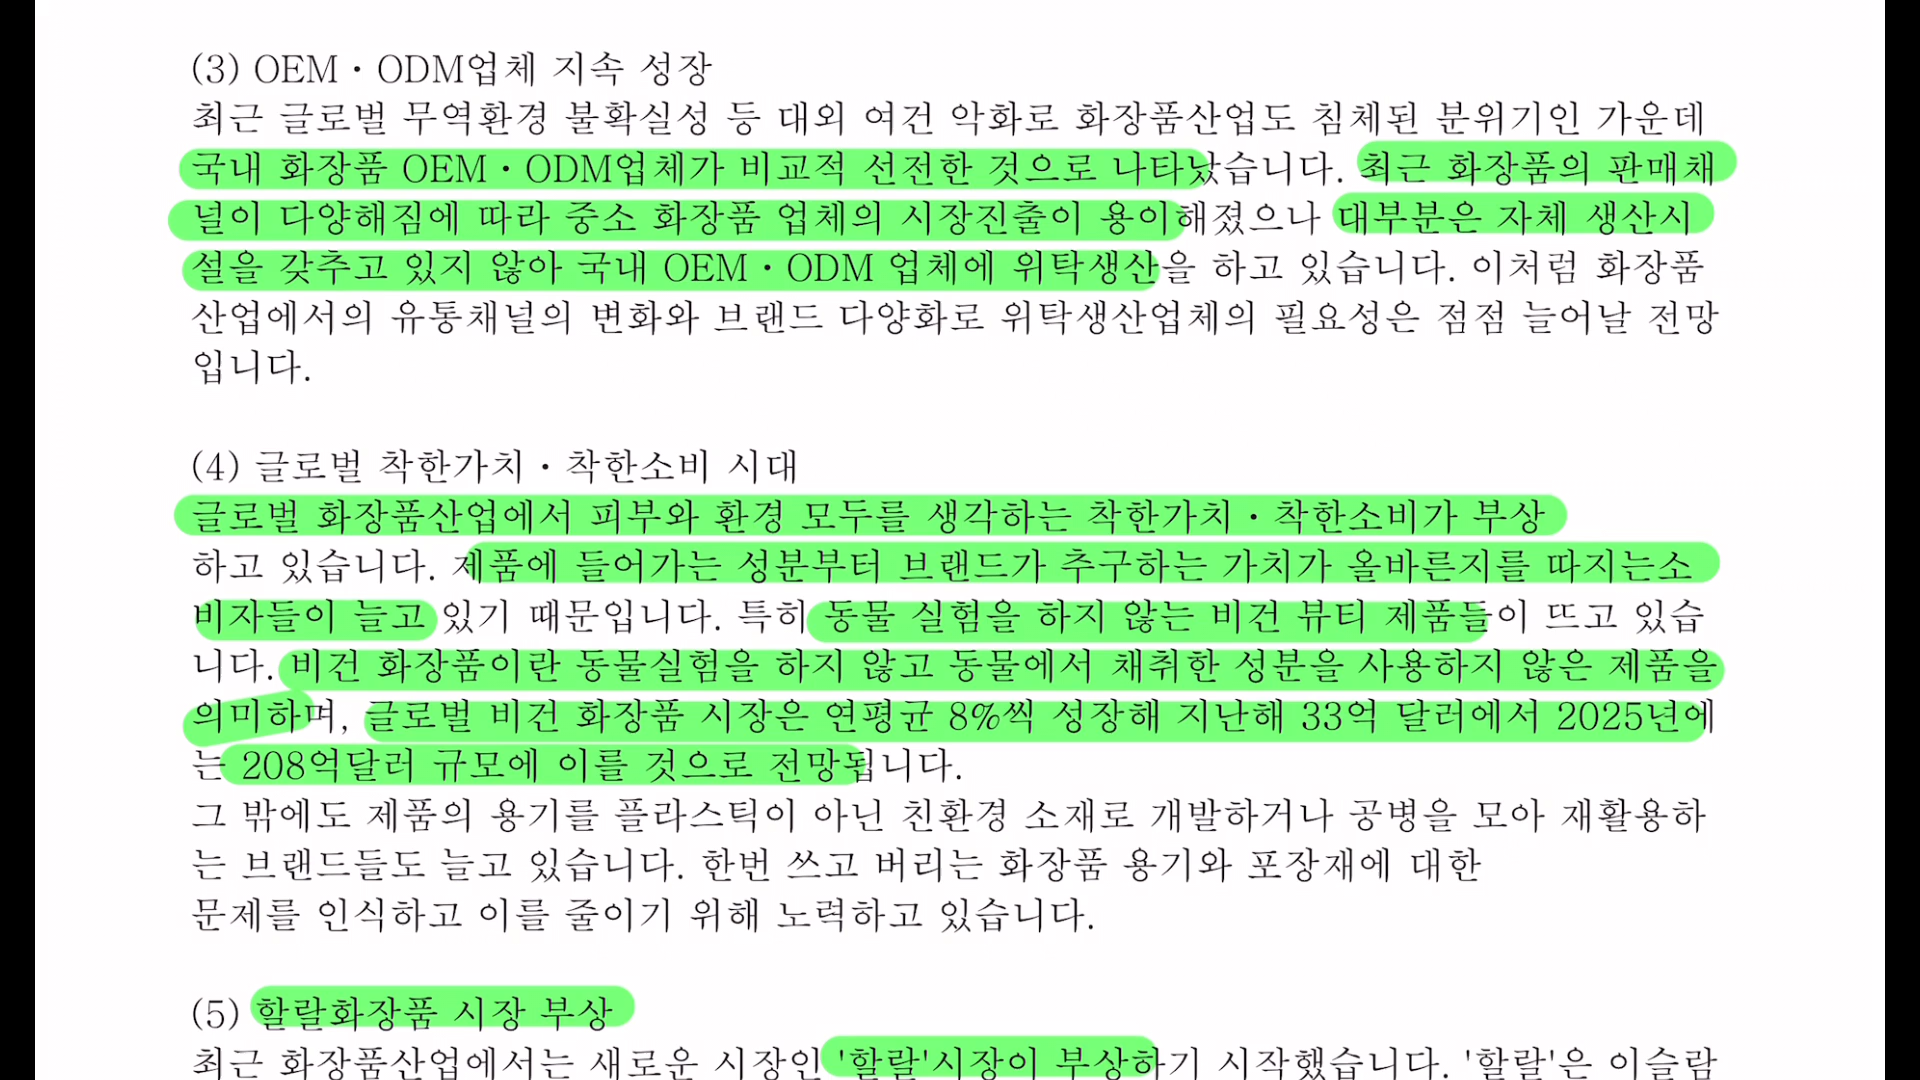 (3) OEM・ODM업체 지속 성장
최근 글로벌 무역환경 불확실성 등 대외 여건 악화로 화장품산업도 침체된 분위기인 가운데
국내 화장품 OEM・ODM업체가 비교적 선전한 것으로 나타났습니다. 최근 화장품의 판매채
널이 다양해짐에 따라 중소 화장품 업체의 시장진출이 용이해졌으나 대부분은 자체 생산시
설을 갖추고 있지 않아 국내 OEM・ODM 업체에 위탁생산을 하고 있습니다. 이처럼 화장품
산업에서의 유통채널의 변화와 브랜드 다양화로 위탁생산업체의 필요성은 점점 늘어날 전망
입니다.
(4) 글로벌 착한가치・착한소비 시대
글로벌 화장품산업에서 피부와 환경 모두를 생각하는 착한가치・착한소비가 부상
하고 있습니다. 제품에 들어가는 성분부터 브랜드가 추구하는 가치가 올바른지를 따지는소
비자들이 늘고 있기 때문입니다. 특히 동물 실험을 하지 않는 비건 뷰티 제품들이 뜨고 있습
니다. 비건 화장품이란 동물실험을 하지 않고 동물에서 채취한 성분을 사용하지 않은 제품을
의미하며, 글로벌 비건 화장품 시장은 연평균 8%씩 성장해 지난해 33억 달러에서 2025년에
는 208억달러 규모에 이를 것으로 전망됩니다.
그 밖에도 제품의 용기를 플라스틱이 아닌 친환경 소재로 개발하거나 공병을 모아 재활용하
는 브랜드들도 늘고 있습니다. 한번 쓰고 버리는 화장품 용기와 포장재에 대한
문제를 인식하고 이를 줄이기 위해 노력하고 있습니다.
(5) 할랄화장품 시장 부상
최근 화장품산업에서는 새로운 시장인 '할랄'시장이 부상하기 시작했습니다. '할랄'은 이슬람